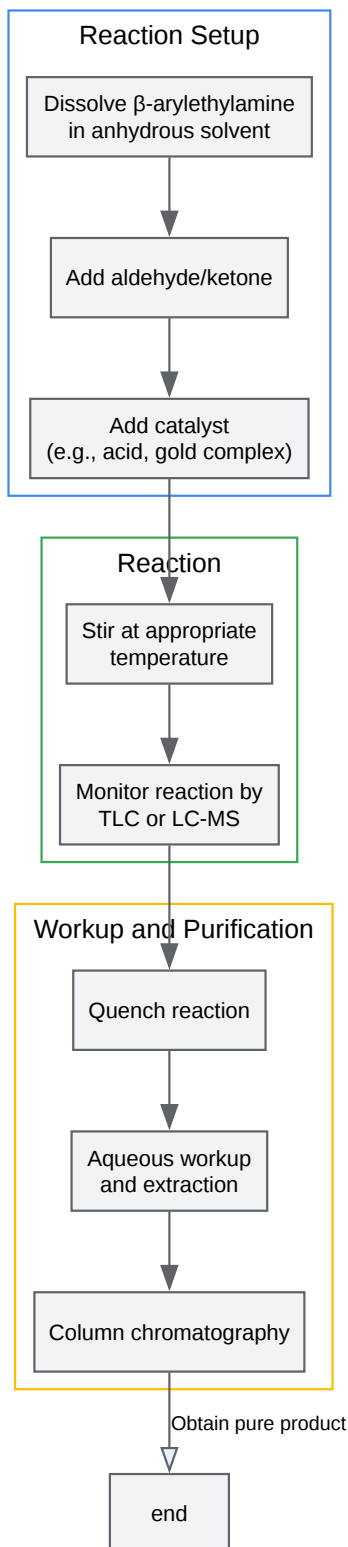 Reaction Setup
Dissolve β-arylethylamine
in anhydrous solvent
Add aldehyde/ketone
Add catalyst
(e.g., acid, gold complex)
Reaction
Stir at appropriate
temperature
Monitor reaction by
TLC or LC-MS
Workup and Purification
Quench reaction
Aqueous workup
and extraction
Column chromatography
Obtain pure product
end